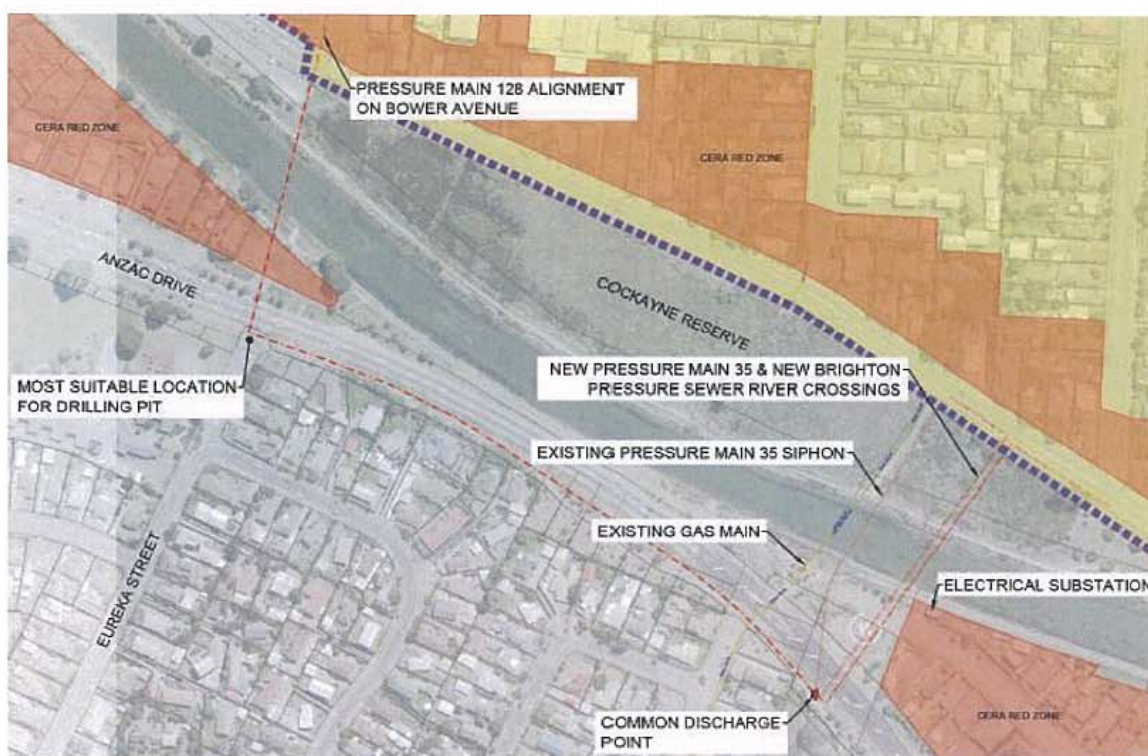 PRESSURE MAIN 128 ALIGNMENT
ON BOWER AVENUE
CERA RED ZONE
CERA RED ZONE
ANZAC DRIVE
COCKAYNE RESERVE
MOST SUITABLE LOCATION
FOR DRILLING PIT
NEW PRESSURE MAIN 35 & NEW BRIGHTON
PRESSURE SEWER RIVER CROSSINGS
EXISTING PRESSURE MAIN 35 SIPHON
EXISTING GAS MAIN
EUREKA STREET
ELECTRICAL SUBSTATION
COMMON DISCHARGE
POINT
CERA RED ZONE